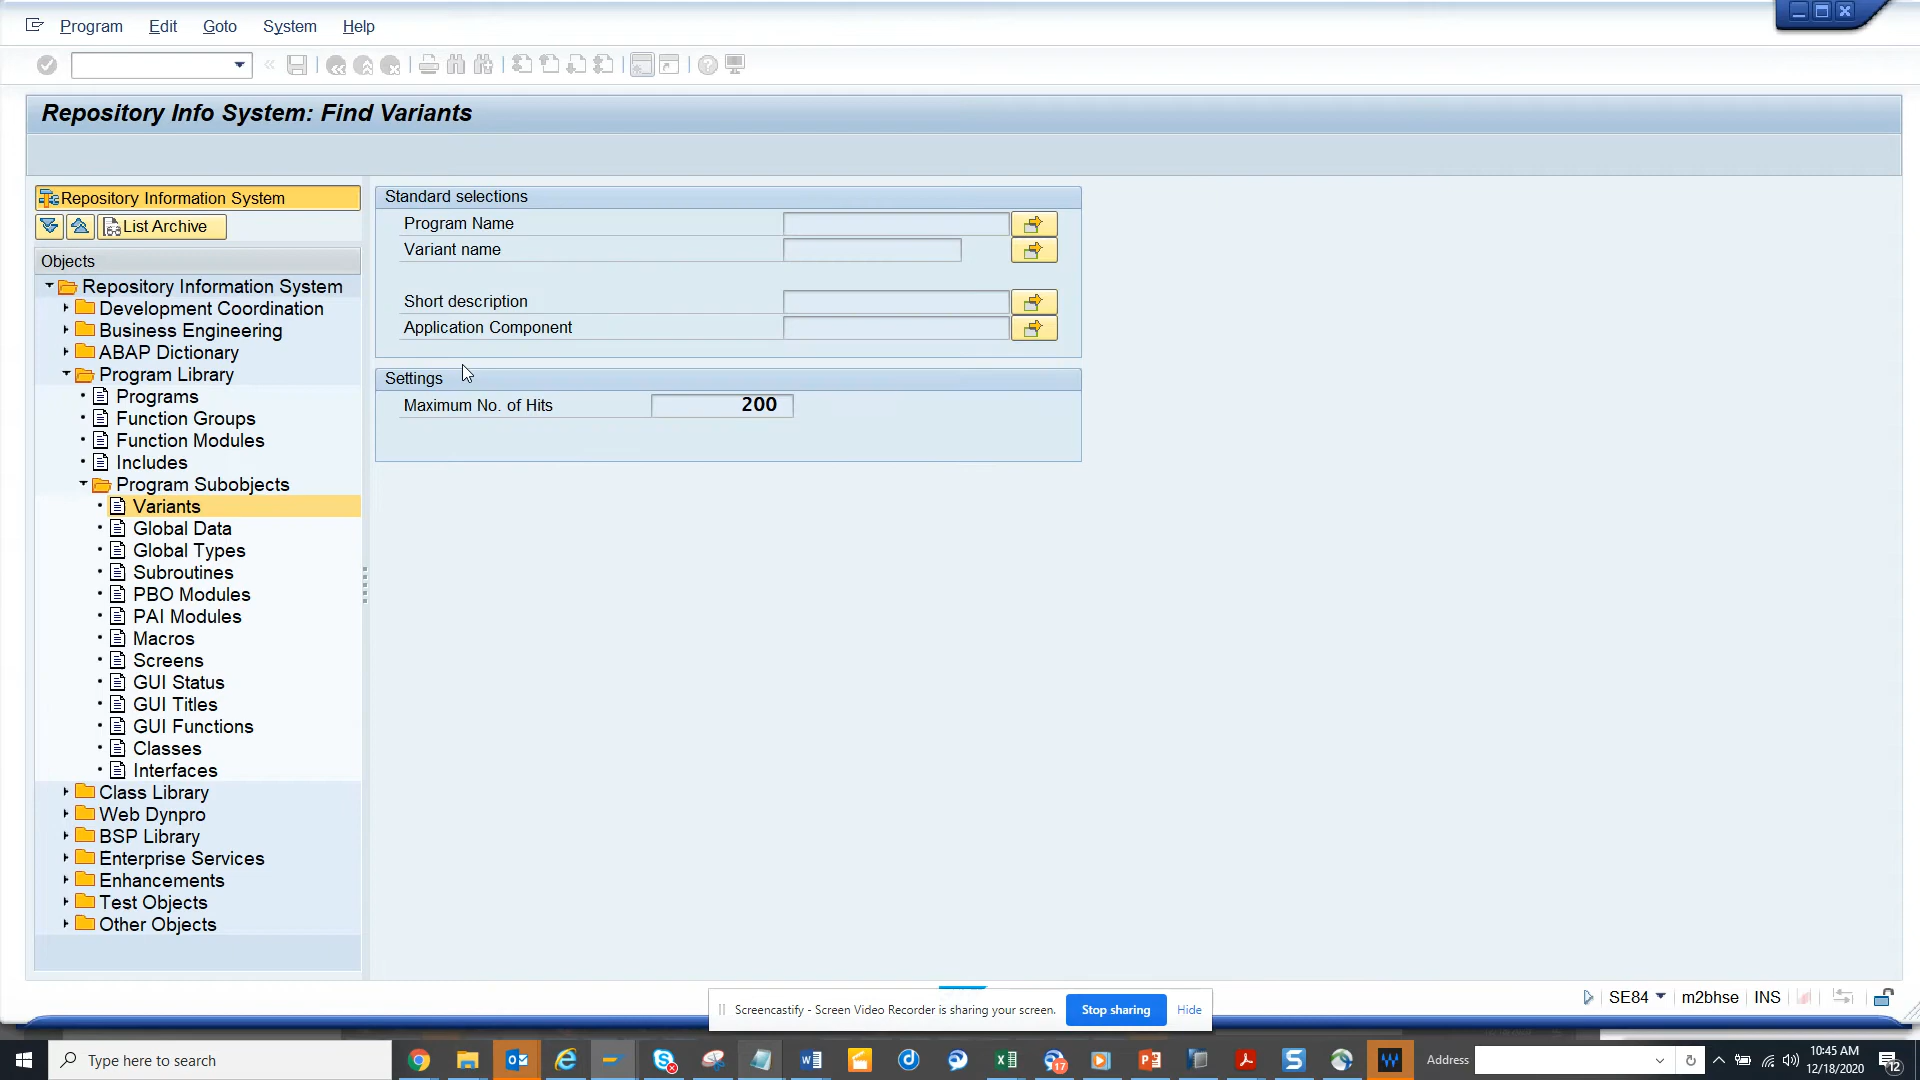 Program Edit Goto System Help
Repository Info System: Find Variants
Repository Information System
List Archive
Objects
Repository Information System
Development Coordination
Business Engineering
ABAP Dictionary
Program Library
Programs
Function Groups
Function Modules
Includes
Program Subobjects
Variants
Global Data
Global Types
Subroutines
PBO Modules
PAI Modules
Macros
Screens
GUI Status
GUI Titles
GUI Functions
Classes
Interfaces
Class Library
Web Dynpro
BSP Library
Enterprise Services
Enhancements
Test Objects
Other Objects
Standard selections
Program Name
Variant name
Short description
Application Component
Settings
Maximum No. of Hits 200
SE84 m2bhse INS
Screencastify - Screen Video Recorder is sharing your screen. Stop sharing Hide
Type here to search
17
Address
10:45 AM
12/18/2020
12